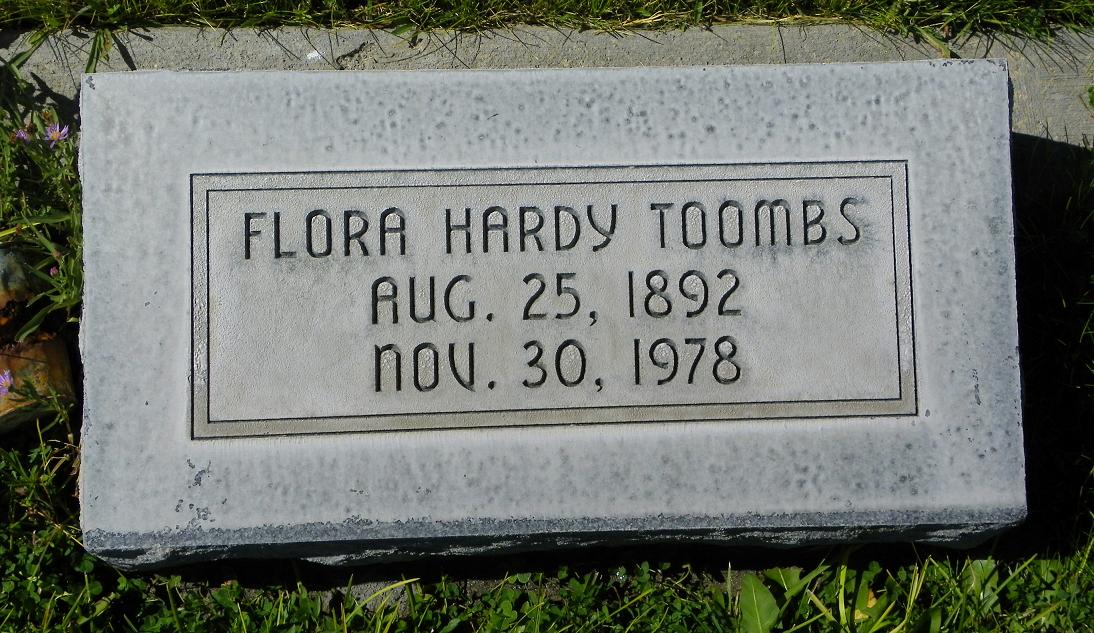 FLORA HARDY TOOMBS
AUG. 25, 1892
NOV. 30, 1978